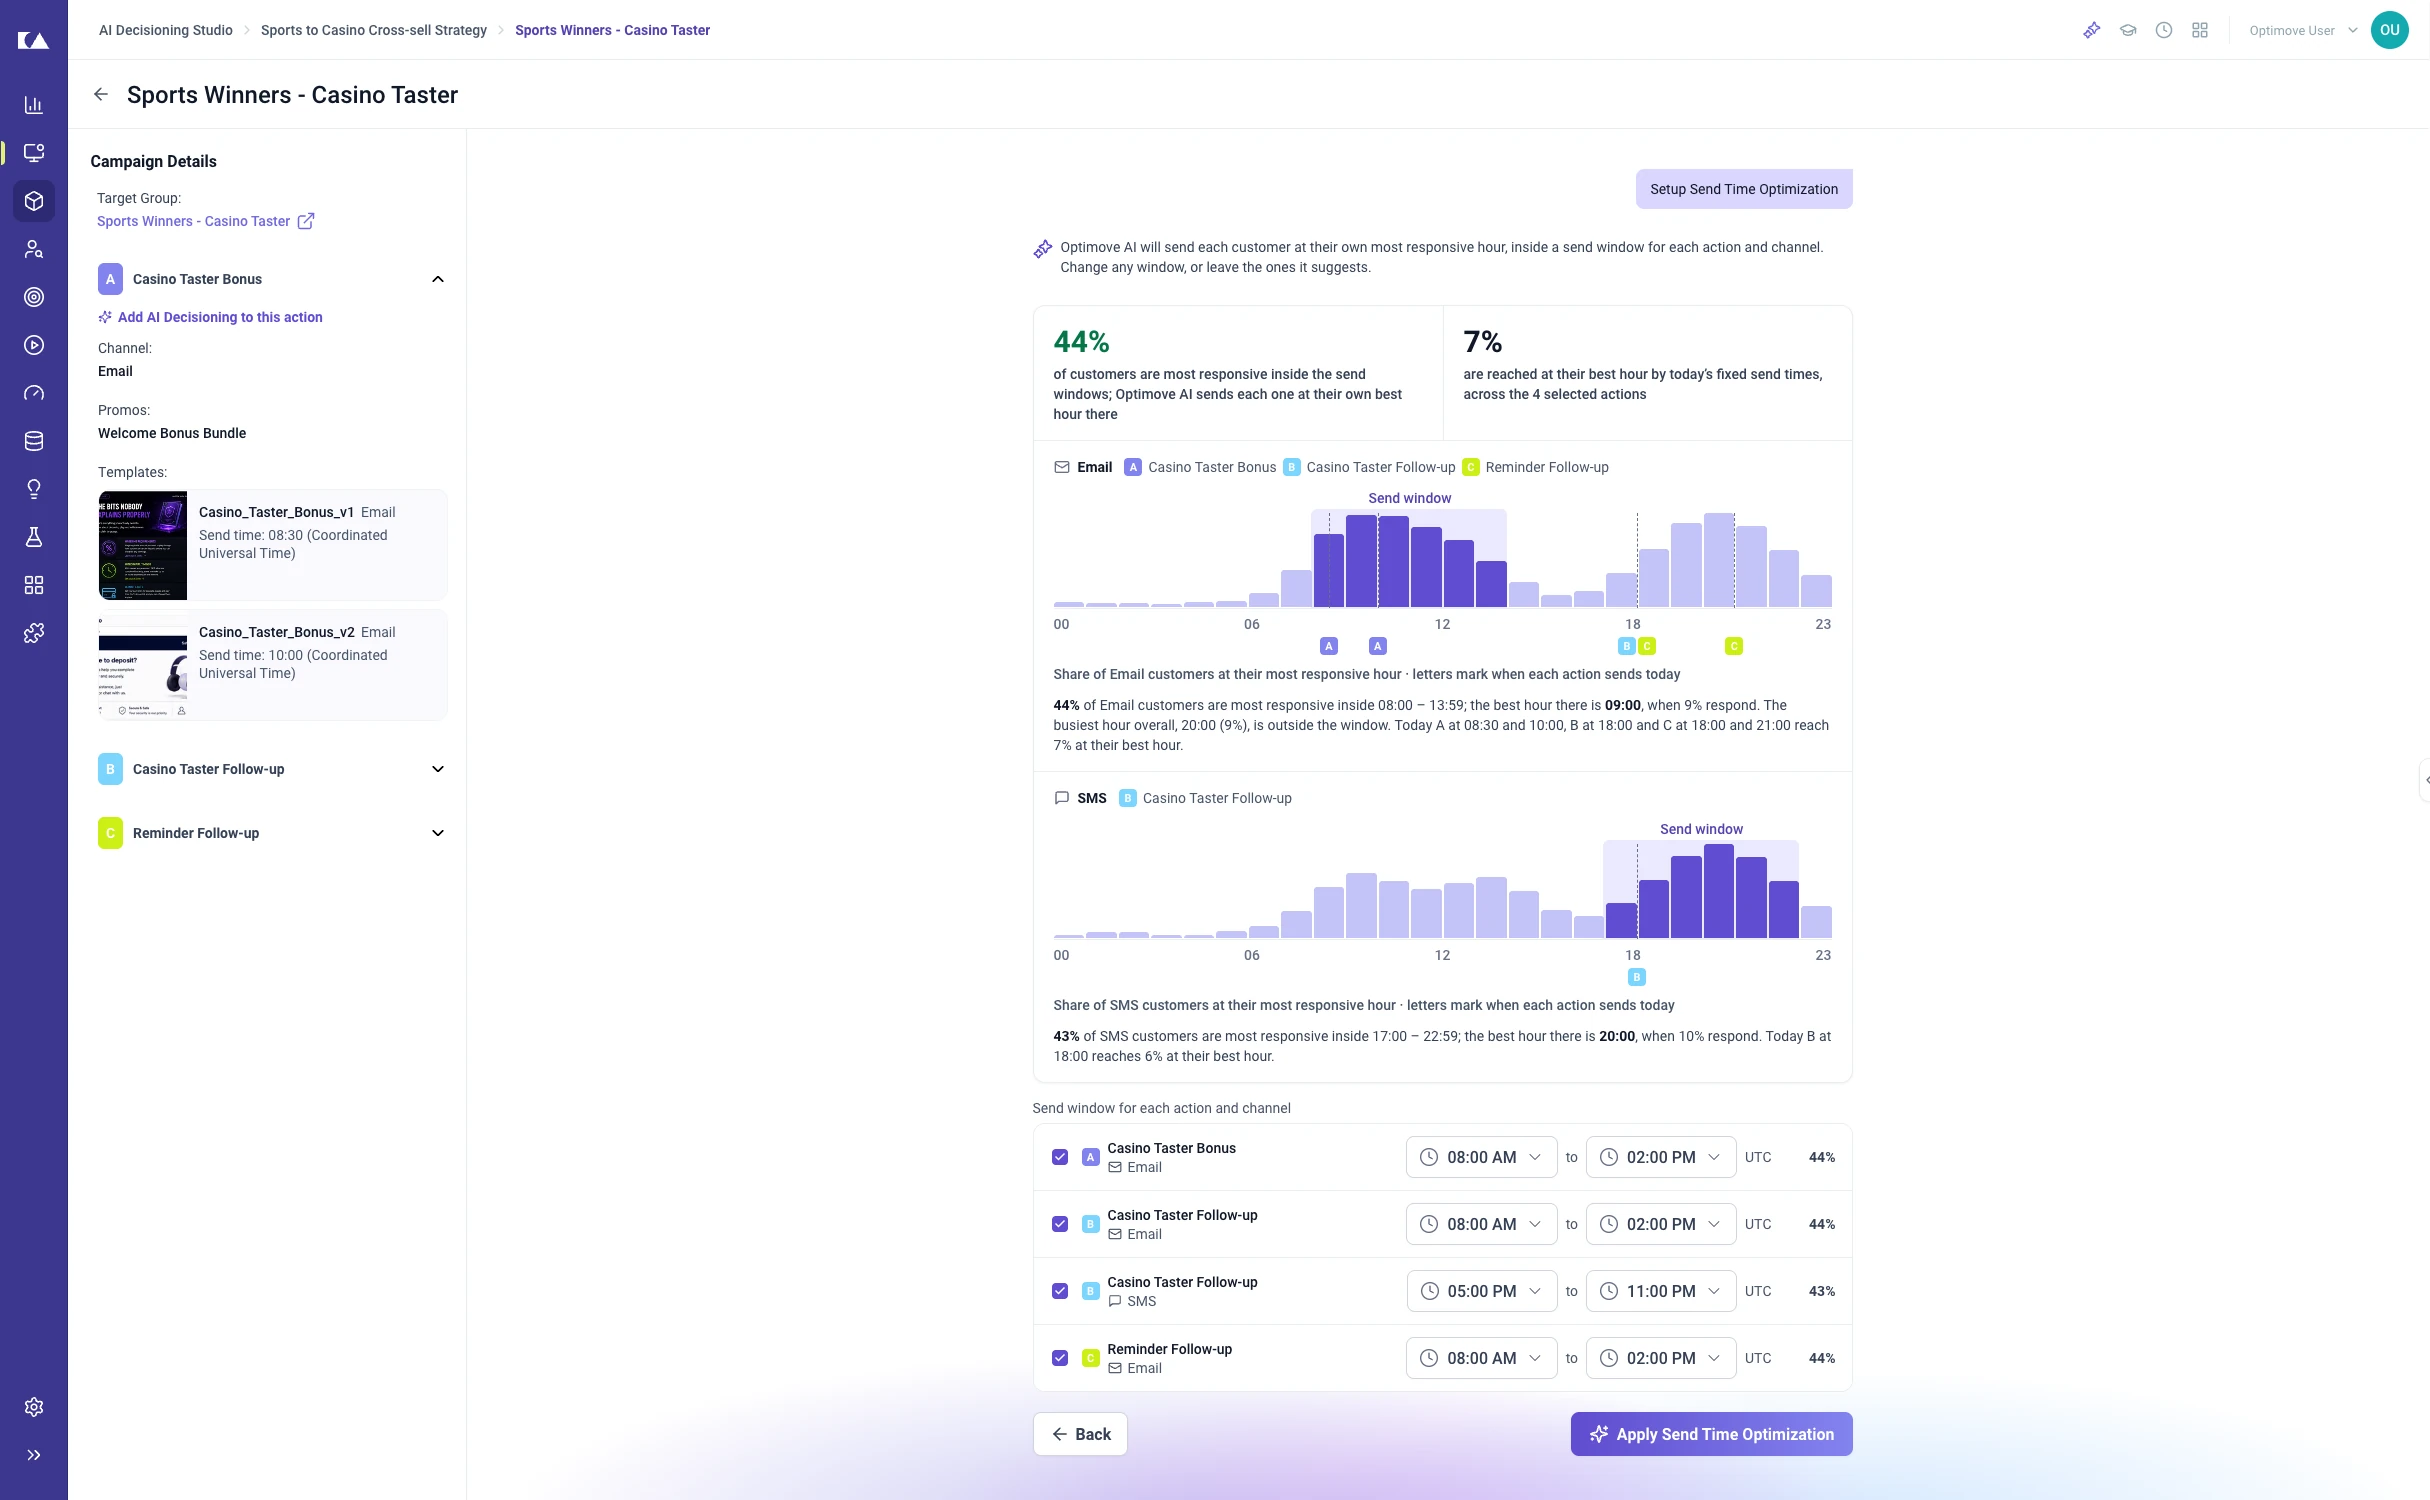 AI Decisioning Studio > Sports to Casino Cross-sell Strategy > Sports Winners - Casino Taster
Optimove User
OU
Sports Winners - Casino Taster
Campaign Details
Target Group:
Sports Winners - Casino Taster
A Casino Taster Bonus
Add AI Decisioning to this action
Channel:
Email
Promos:
Welcome Bonus Bundle
Templates:
Casino_Taster_Bonus_v1 Email
Send time: 08:30 (Coordinated
Universal Time)
Casino_Taster_Bonus_v2 Email
Send time: 10:00 (Coordinated
Universal Time)
B Casino Taster Follow-up
C Reminder Follow-up
Setup Send Time Optimization
Optimove AI will send each customer at their own most responsive hour, inside a send window for each action and channel.
Change any window, or leave the ones it suggests.
44%
of customers are most responsive inside the send
windows; Optimove AI sends each one at their own best
hour there
7%
are reached at their best hour by today's fixed send times,
across the 4 selected actions
Email A Casino Taster Bonus B Casino Taster Follow-up C Reminder Follow-up
Send window
00 06 12 18 23
A A B C C
Share of Email customers at their most responsive hour · letters mark when each action sends today
44% of Email customers are most responsive inside 08:00 – 13:59; the best hour there is 09:00, when 9% respond. The
busiest hour overall, 20:00 (9%), is outside the window. Today A at 08:30 and 10:00, B at 18:00 and C at 18:00 and 21:00 reach
7% at their best hour.
SMS B Casino Taster Follow-up
Send window
00 06 12 18 23
B
Share of SMS customers at their most responsive hour · letters mark when each action sends today
43% of SMS customers are most responsive inside 17:00 – 22:59; the best hour there is 20:00, when 10% respond. Today B at
18:00 reaches 6% at their best hour.
Send window for each action and channel
A Casino Taster Bonus
Email
08:00 AM to 02:00 PM UTC 44%
B Casino Taster Follow-up
Email
08:00 AM to 02:00 PM UTC 44%
B Casino Taster Follow-up
SMS
05:00 PM to 11:00 PM UTC 43%
C Reminder Follow-up
Email
08:00 AM to 02:00 PM UTC 44%
Back
Apply Send Time Optimization